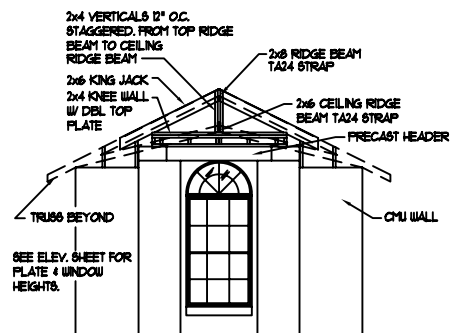 2x4 VERTICALS 12" O.C.
STAGGERED. FROM TOP RIDGE
BEAM TO CEILING
RIDGE BEAM
2x6 KING JACK
2x4 KNEE WALL
W/ DBL TOP
PLATE
2x8 RIDGE BEAM
TA24 STRAP
2x6 CEILING RIDGE
BEAM TA24 STRAP
PRECAST HEADER
TRUSS BEYOND
CMU WALL
SEE ELEV. SHEET FOR
PLATE & WINDOW
HEIGHTS.